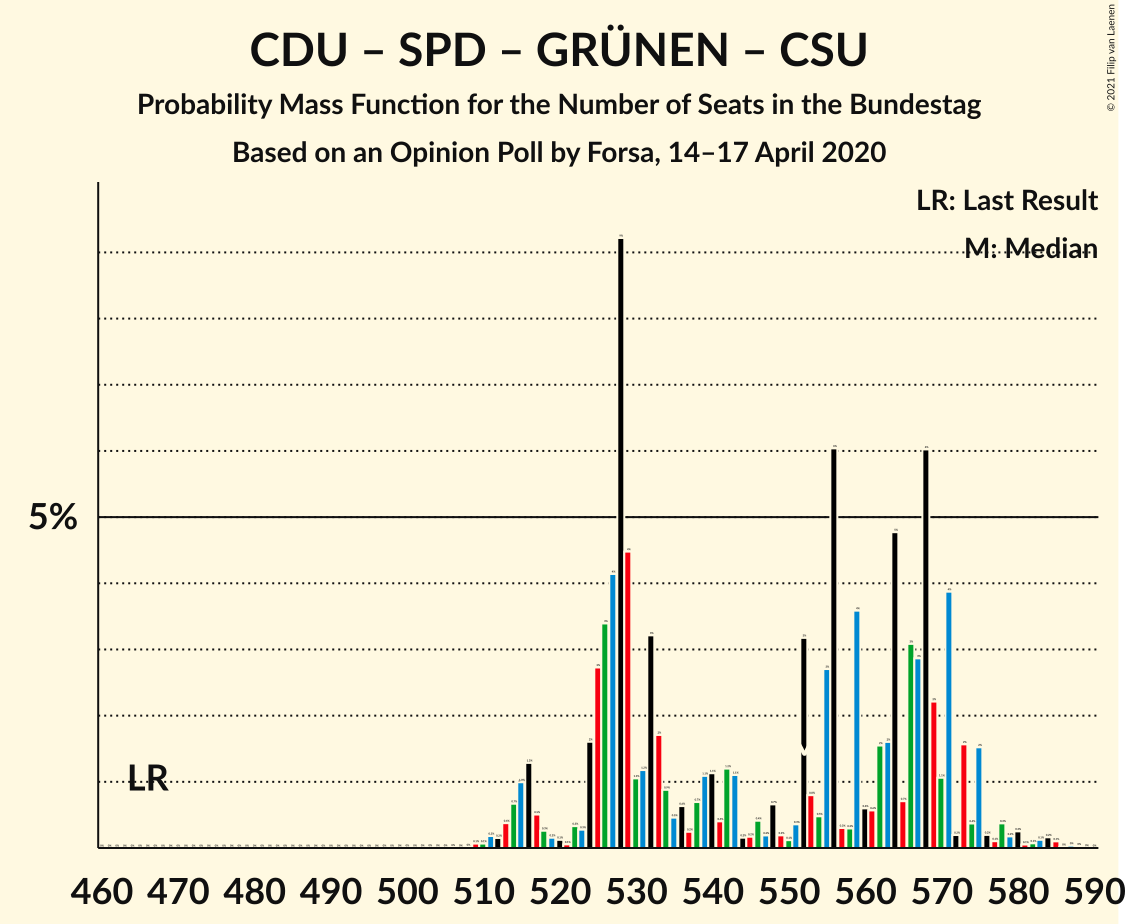 CDU – SPD – GRÜNEN – CSU
Probability Mass Function for the Number of Seats in the Bundestag
Based on an Opinion Poll by Forsa, 14–17 April 2020
© 2021 Filip van Laenen
LR: Last Result
M: Median
5%
LR
460 470 480 490 500 510 520 530 540 550 560 570 580 590